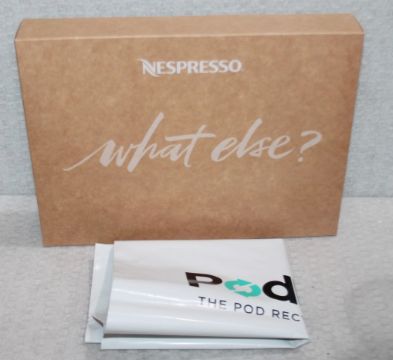 NESPRESSO
what else?
Pod
THE POD REC